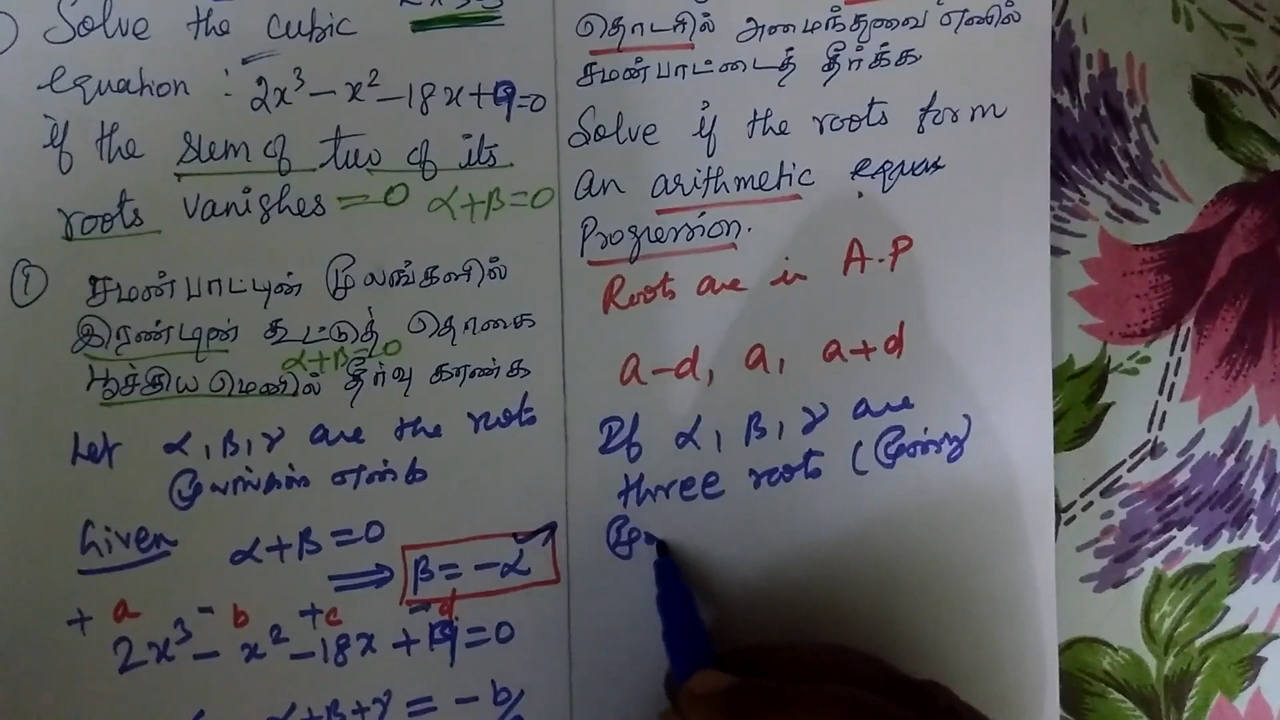 Solve the cubic
equation : 2x³ – x² – 18x + 9 = 0
if the sum of two of its
roots vanishes = 0 α+β=0
① சமன்பாட்டின் மூலங்களில்
இரண்டின் கூட்டுத் தொகை
α+β=0
பூச்சியமெனில் தீர்வு காண்க
Let α, β, γ are the roots
மூலங்கள் என்க
Given α+β=0
⟹ β = –α
+ a – b + c – d
2x³ – x² – 18x + 9 = 0
α+β+γ = –b/
தொடரில் அமைந்தவை எனில்
சமன்பாட்டைத் தீர்க்க
Solve if the roots form
an arithmetic
Progression.
Roots are in A.P
a–d, a, a+d
If α, β, γ are
three roots (மூன்று